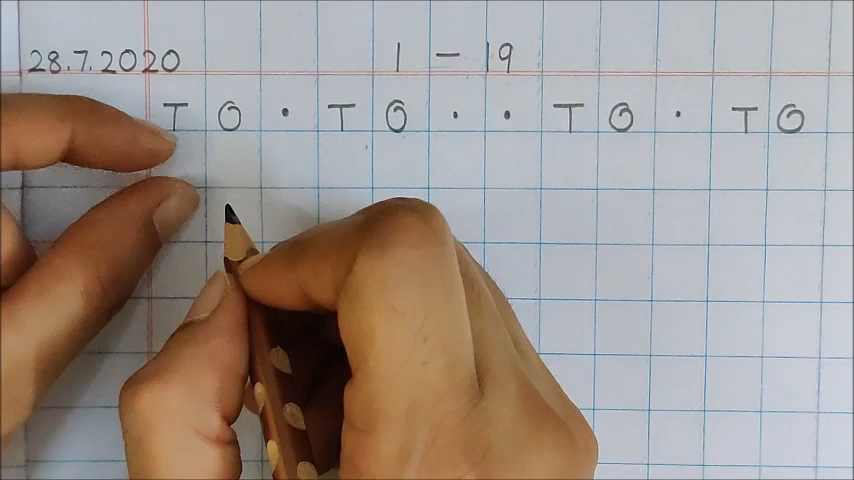 28.7.2020 1 – 19
T O • T O • • T O • T O